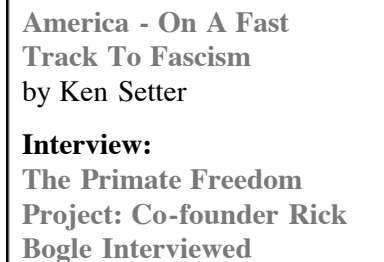 America - On A Fast
Track To Fascism
by Ken Setter
Interview:
The Primate Freedom
Project: Co-founder Rick
Bogle Interviewed